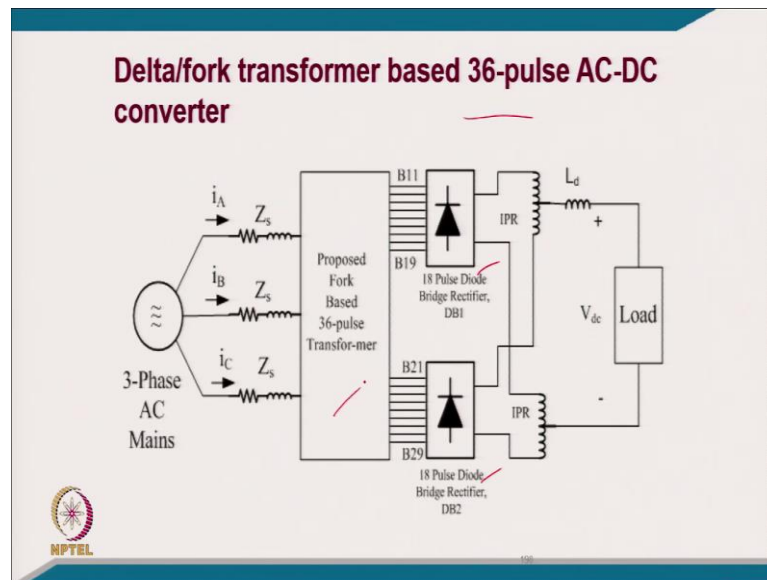 Delta/fork transformer based 36-pulse AC-DC
converter
i_A
Z_s
i_B
Z_s
i_C
Z_s
3-Phase
AC
Mains
Proposed
Fork
Based
36-pulse
Transfor-mer
B11
B19
18 Pulse Diode
Bridge Rectifier,
DB1
B21
B29
18 Pulse Diode
Bridge Rectifier,
DB2
IPR
IPR
L_d
+
V_dc
Load
-
NPTEL